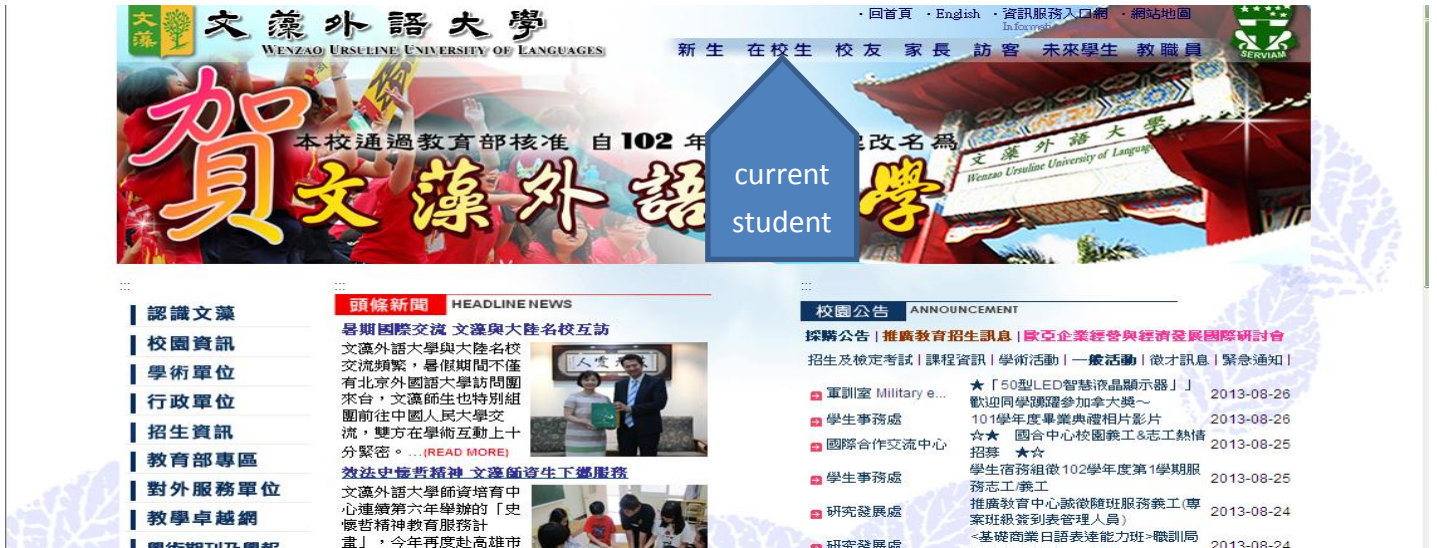 文藻
文藻外語大學
WENZAO URSULINE UNIVERSITY OF LANGUAGES
・回首頁 ・English ・資訊服務入口網 ・網站地圖
新生 在校生 校友 家長 訪客 未來學生 教職員
SERVIAM
賀
本校通過教育部核准 自102年
改名為
文藻外語
學
文藻外語大學
Wenzao Ursuline University of
current
student
:::
認識文藻
校園資訊
學術單位
行政單位
招生資訊
教育部專區
對外服務單位
教學卓越網
學術期刊及學報
:::
頭條新聞 HEADLINE NEWS
暑期國際交流 文藻與大陸名校互訪
文藻外語大學與大陸名校
交流頻繁，暑假期間不僅
有北京外國語大學訪問團
來台，文藻師生也特別組
團前往中國人民大學交
流，雙方在學術互動上十
分緊密。...(READ MORE)
效法史懷哲精神 文藻師資生下鄉服務
文藻外語大學師資培育中
心連續第六年舉辦的「史
懷哲精神教育服務計
畫」，今年再度赴高雄市
:::
校園公告 ANNOUNCEMENT
採購公告 | 推廣教育招生訊息 | 歐亞企業經營與經濟發展國際研討會
招生及檢定考試 | 課程資訊 | 學術活動 | 一般活動 | 徵才訊息 | 緊急通知 |
軍訓室 Military e... ★「50型LED智慧液晶顯示器」」 2013-08-26
歡迎同學踴躍參加拿大獎～
學生事務處 101學年度畢業典禮相片影片 2013-08-26
國際合作交流中心 ☆★ 國合中心校園義工&志工熱情 2013-08-25
招募 ★☆
學生事務處 學生宿務組徵102學年度第1學期服 2013-08-25
務志工/義工
研究發展處 推廣教育中心誠徵隨班服務義工(專 2013-08-24
案班級簽到表管理人員)
研究發展處 <基礎商業日語表達能力班>職訓局 2013-08-24